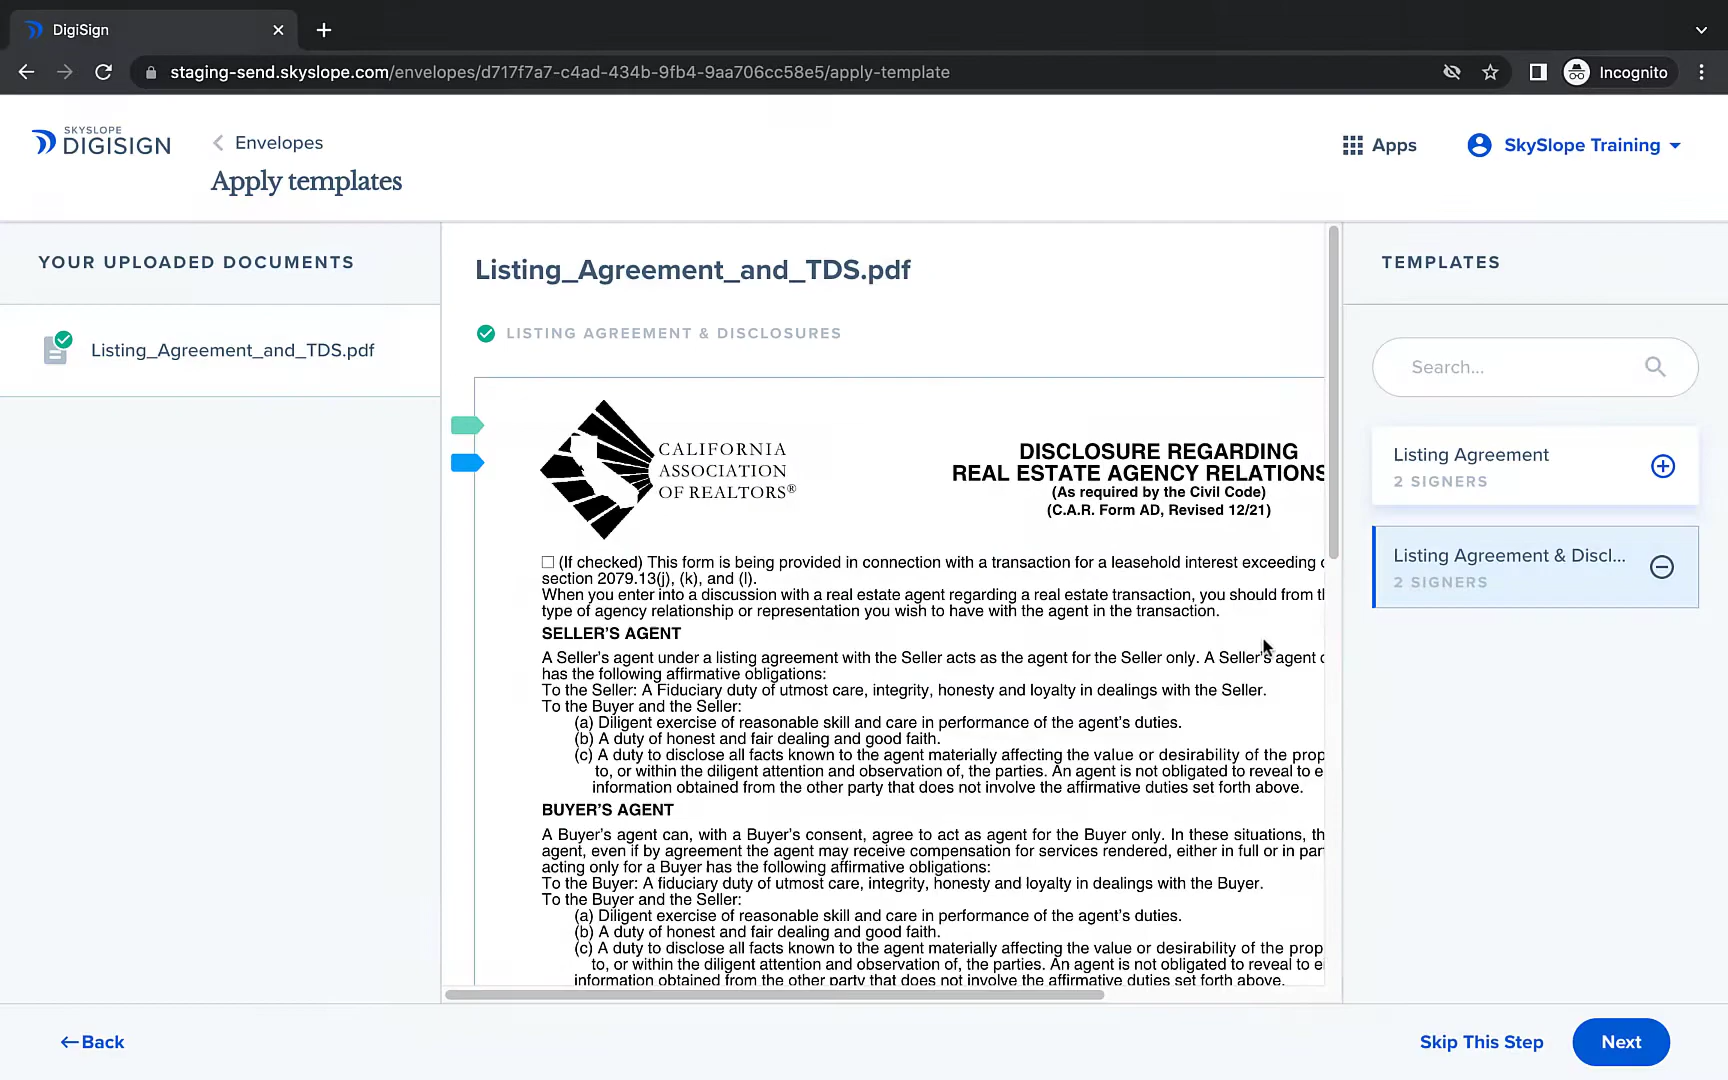 DigiSign
staging-send.skyslope.com/envelopes/d717f7a7-c4ad-434b-9fb4-9aa706cc58e5/apply-template
Incognito
SKYSLOPE
DIGISIGN
Envelopes
Apply templates
Apps
SkySlope Training
YOUR UPLOADED DOCUMENTS
Listing_Agreement_and_TDS.pdf
Listing_Agreement_and_TDS.pdf
LISTING AGREEMENT & DISCLOSURES
CALIFORNIA
ASSOCIATION
OF REALTORS®
DISCLOSURE REGARDING
REAL ESTATE AGENCY RELATIONS
(As required by the Civil Code)
(C.A.R. Form AD, Revised 12/21)
(If checked) This form is being provided in connection with a transaction for a leasehold interest exceeding
section 2079.13(j), (k), and (l).
When you enter into a discussion with a real estate agent regarding a real estate transaction, you should from
type of agency relationship or representation you wish to have with the agent in the transaction.
SELLER'S AGENT
A Seller's agent under a listing agreement with the Seller acts as the agent for the Seller only. A Seller's agent
has the following affirmative obligations:
To the Seller: A Fiduciary duty of utmost care, integrity, honesty and loyalty in dealings with the Seller.
To the Buyer and the Seller:
(a) Diligent exercise of reasonable skill and care in performance of the agent's duties.
(b) A duty of honest and fair dealing and good faith.
(c) A duty to disclose all facts known to the agent materially affecting the value or desirability of the prop
to, or within the diligent attention and observation of, the parties. An agent is not obligated to reveal to
information obtained from the other party that does not involve the affirmative duties set forth above.
BUYER'S AGENT
A Buyer's agent can, with a Buyer's consent, agree to act as agent for the Buyer only. In these situations, th
agent, even if by agreement the agent may receive compensation for services rendered, either in full or in par
acting only for a Buyer has the following affirmative obligations:
To the Buyer: A fiduciary duty of utmost care, integrity, honesty and loyalty in dealings with the Buyer.
To the Buyer and the Seller:
(a) Diligent exercise of reasonable skill and care in performance of the agent's duties.
(b) A duty of honest and fair dealing and good faith.
(c) A duty to disclose all facts known to the agent materially affecting the value or desirability of the prop
to, or within the diligent attention and observation of, the parties. An agent is not obligated to reveal to
information obtained from the other party that does not involve the affirmative duties set forth above.
TEMPLATES
Search...
Listing Agreement
2 SIGNERS
Listing Agreement & Discl...
2 SIGNERS
Back
Skip This Step
Next